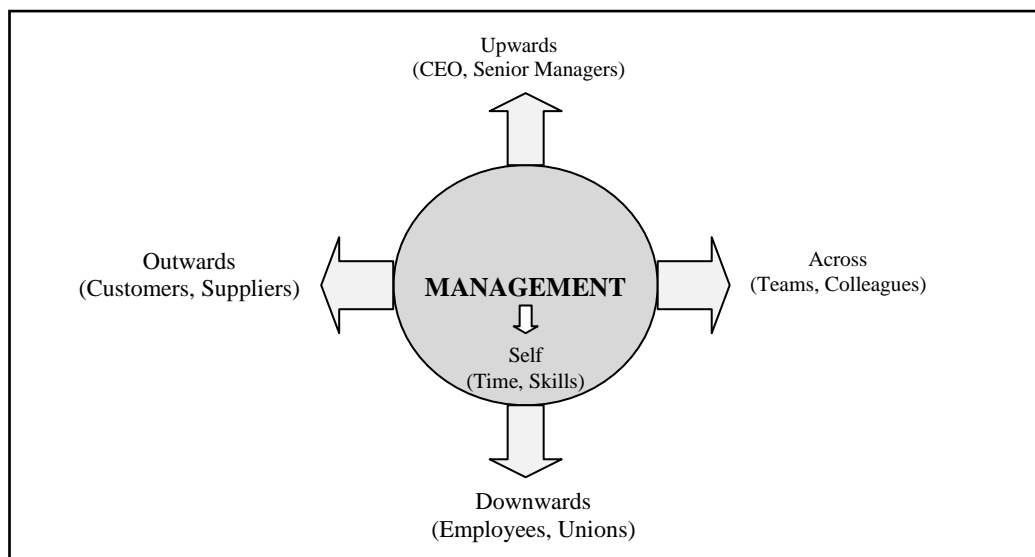 Upwards
(CEO, Senior Managers)
Outwards
(Customers, Suppliers)
MANAGEMENT
Across
(Teams, Colleagues)
Self
(Time, Skills)
Downwards
(Employees, Unions)